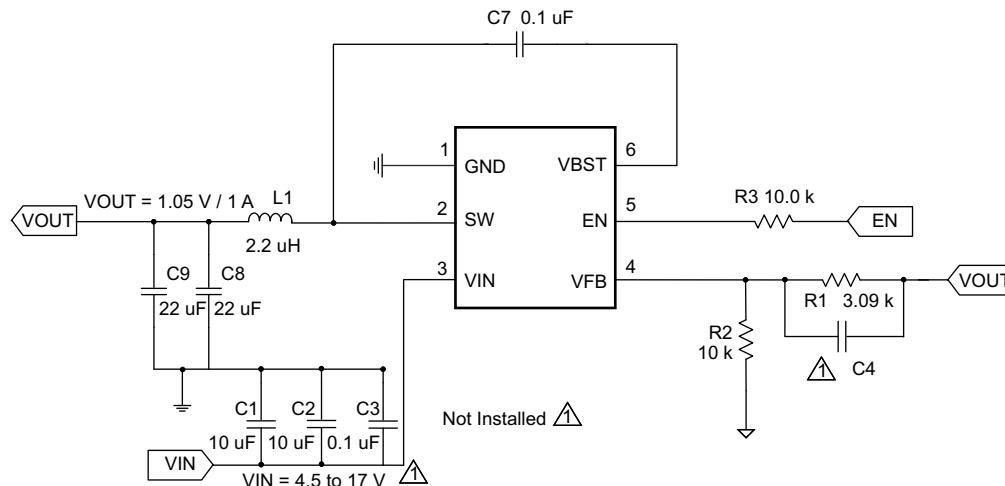 C7 0.1 uF
1
GND
VBST
6
VOUT = 1.05 V / 1 A
L1
R3 10.0 k
VOUT
2
SW
EN
5
EN
2.2 uH
3
VIN
VFB
4
VOUT
C9
C8
22 uF
22 uF
R1 3.09 k
R2
10 k
1
C4
C1
C2
C3
Not Installed 1
10 uF
10 uF
0.1 uF
VIN
VIN = 4.5 to 17 V
1